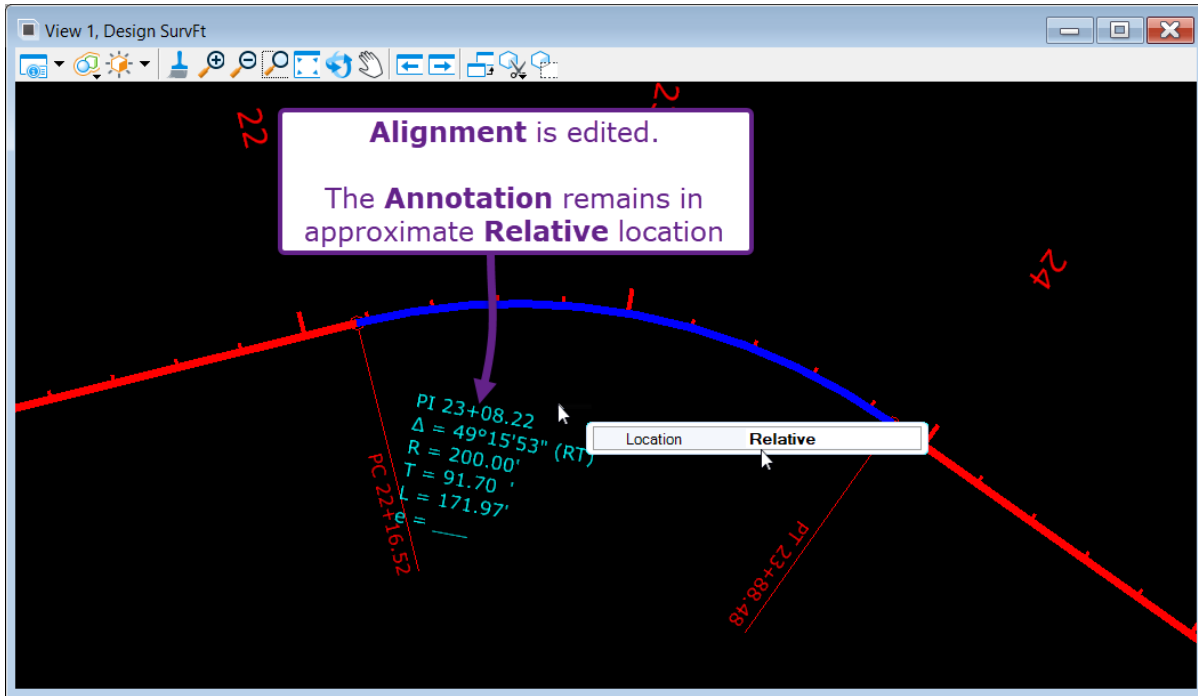 View 1, Design SurvFt
22
Alignment is edited.
The Annotation remains in
approximate Relative location
24
PI 23+08.22
Δ = 49°15'53" (RT)
R = 200.00'
T = 91.70 '
L = 171.97'
e = ____
Location Relative
PC 22+16.52
PT 23+88.48